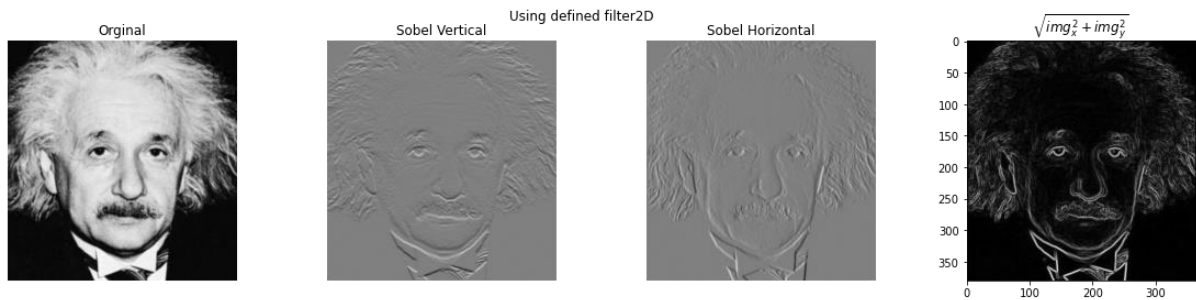 Using defined filter2D
Orginal
Sobel Vertical
Sobel Horizontal
√img_x^2 + img_y^2
0
50
100
150
200
250
300
350
0
100
200
300